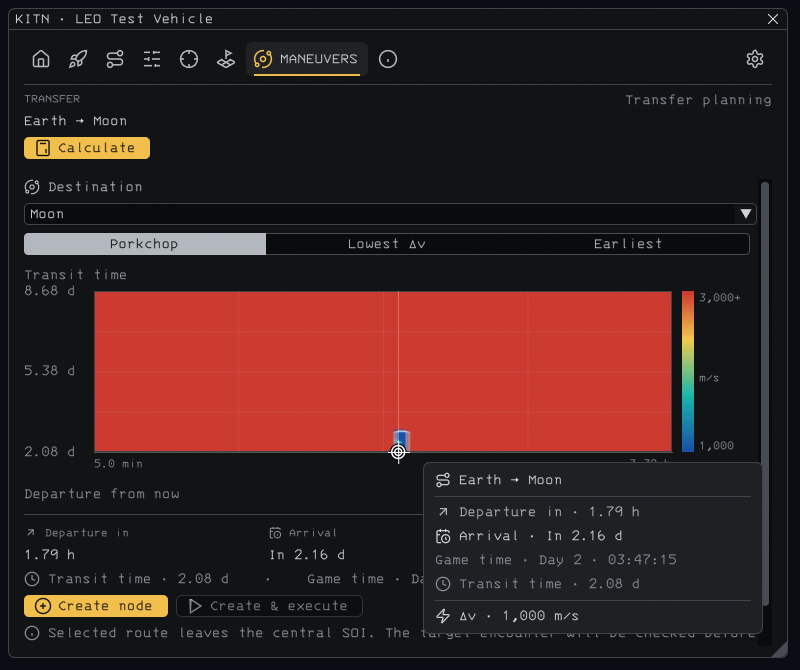 KITN · LEO Test Vehicle
MANEUVERS
TRANSFER
Transfer planning
Earth → Moon
Calculate
Destination
Moon
Porkchop Lowest Δv Earliest
Transit time
8.68 d
3,000+
5.38 d
m/s
2.08 d
1,000
5.0 min
Departure from now
Earth → Moon
Departure in · 1.79 h
Arrival · In 2.16 d
Game time · Day 2 · 03:47:15
Transit time · 2.08 d
Δv · 1,000 m/s
Departure in
1.79 h
Arrival
In 2.16 d
Transit time · 2.08 d · Game time ·
Create node
Create & execute
Selected route leaves the central SOI. The target encounter will be checked before